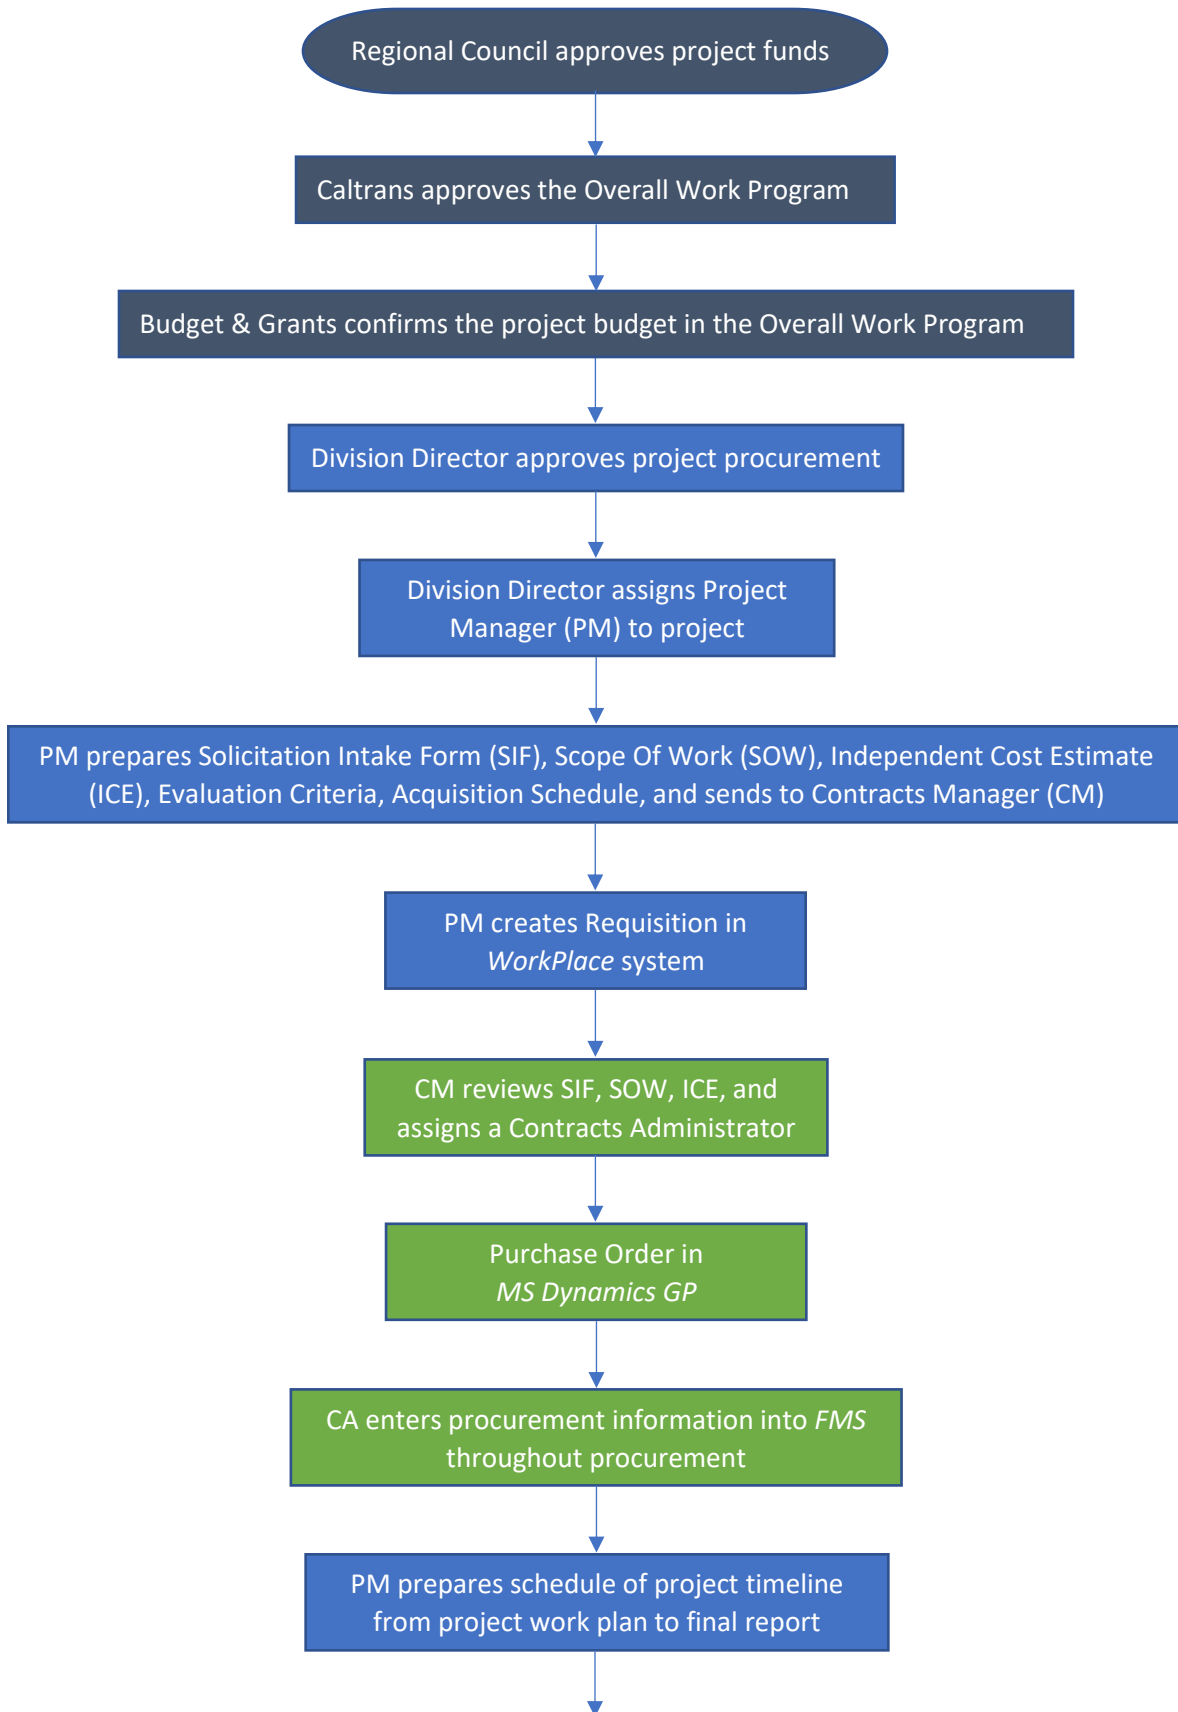 Regional Council approves project funds
Caltrans approves the Overall Work Program
Budget & Grants confirms the project budget in the Overall Work Program
Division Director approves project procurement
Division Director assigns Project
Manager (PM) to project
PM prepares Solicitation Intake Form (SIF), Scope Of Work (SOW), Independent Cost Estimate
(ICE), Evaluation Criteria, Acquisition Schedule, and sends to Contracts Manager (CM)
PM creates Requisition in
WorkPlace system
CM reviews SIF, SOW, ICE, and
assigns a Contracts Administrator
Purchase Order in
MS Dynamics GP
CA enters procurement information into FMS
throughout procurement
PM prepares schedule of project timeline
from project work plan to final report